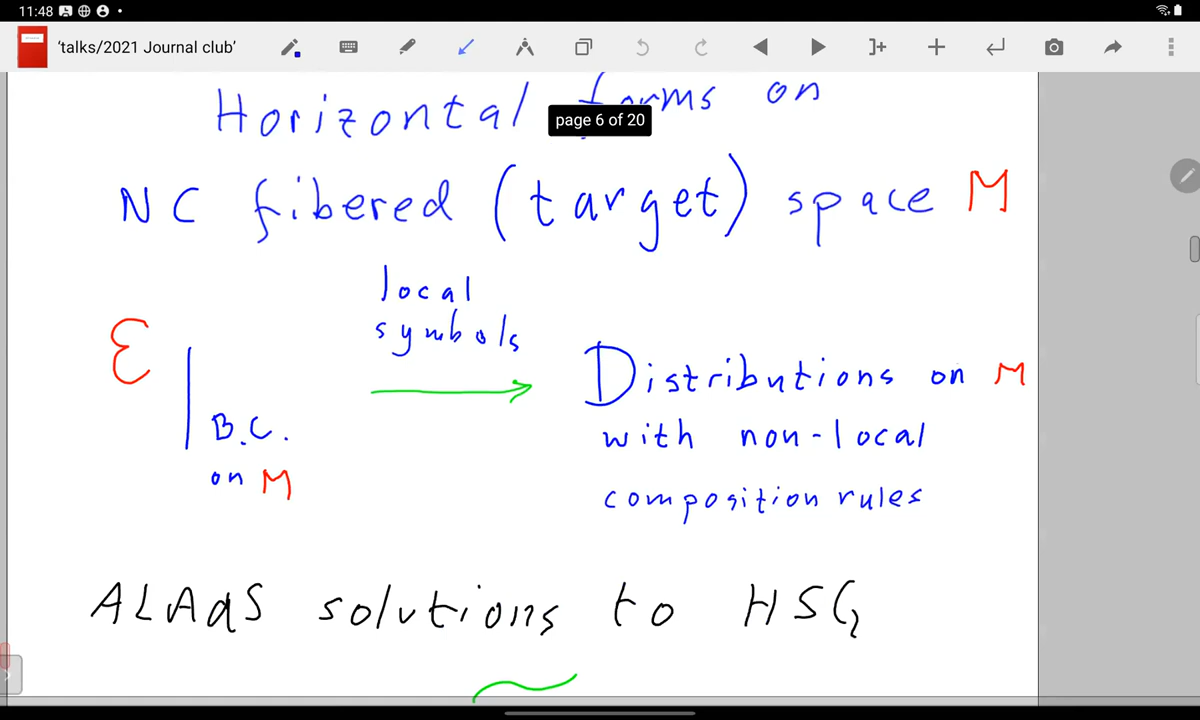 11:48
'talks/2021 Journal club'
Horizontal forms on
page 6 of 20
NC fibered (target) space M
local
symbols
ε
B.C.
on M
Distributions on M
with non-local
composition rules
ALAdS solutions to HSG